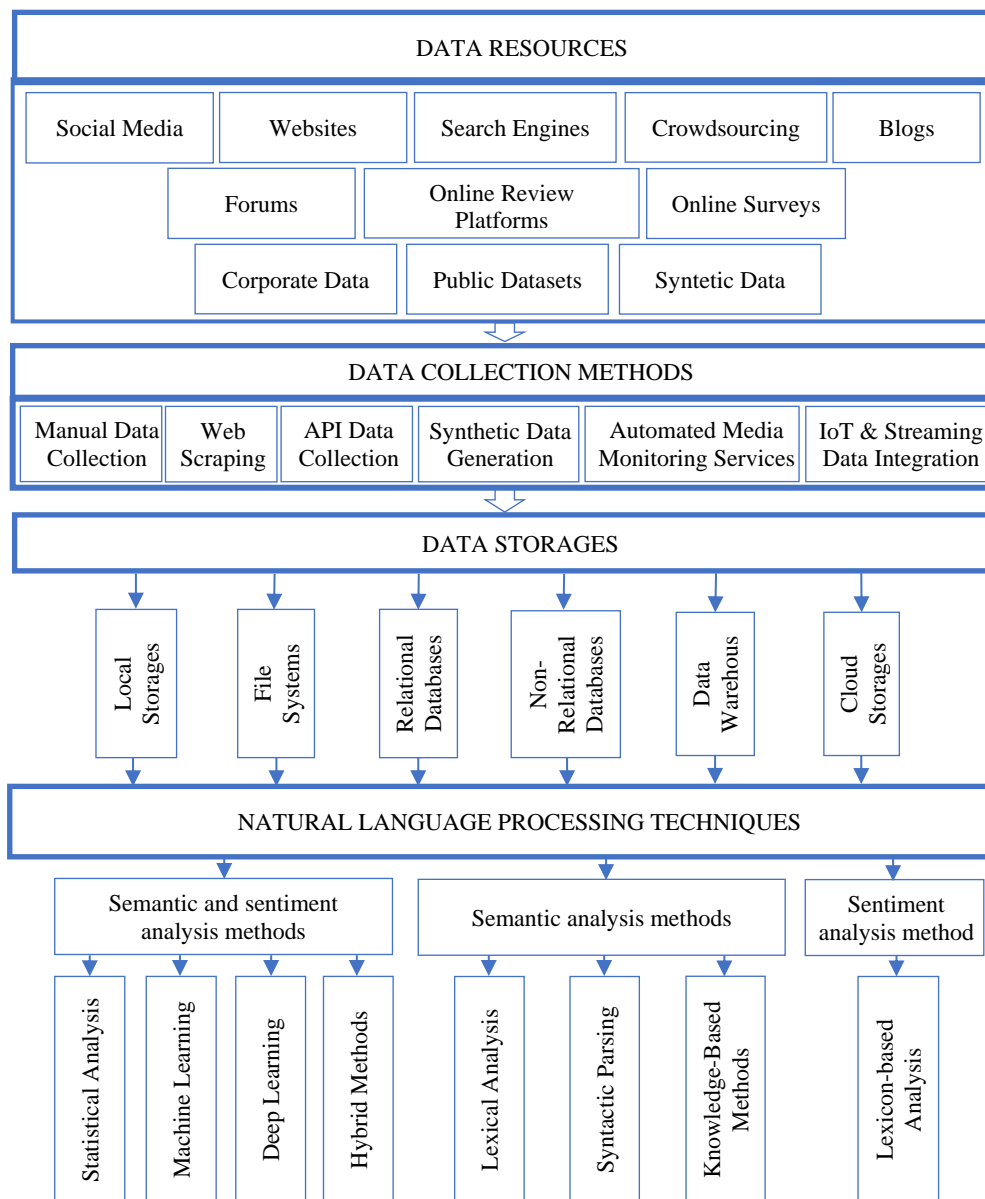 DATA RESOURCES
Social Media
Websites
Search Engines
Crowdsourcing
Blogs
Forums
Online Review
Platforms
Online Surveys
Corporate Data
Public Datasets
Syntetic Data
DATA COLLECTION METHODS
Manual Data
Collection
Web
Scraping
API Data
Collection
Synthetic Data
Generation
Automated Media
Monitoring Services
IoT & Streaming
Data Integration
DATA STORAGES
Local
Storages
File
Systems
Relational
Databases
Non-
Relational
Databases
Data
Warehous
Cloud
Storages
NATURAL LANGUAGE PROCESSING TECHNIQUES
Semantic and sentiment
analysis methods
Semantic analysis methods
Sentiment
analysis method
Statistical Analysis
Machine Learning
Deep Learning
Hybrid Methods
Lexical Analysis
Syntactic Parsing
Knowledge-Based
Methods
Lexicon-based
Analysis